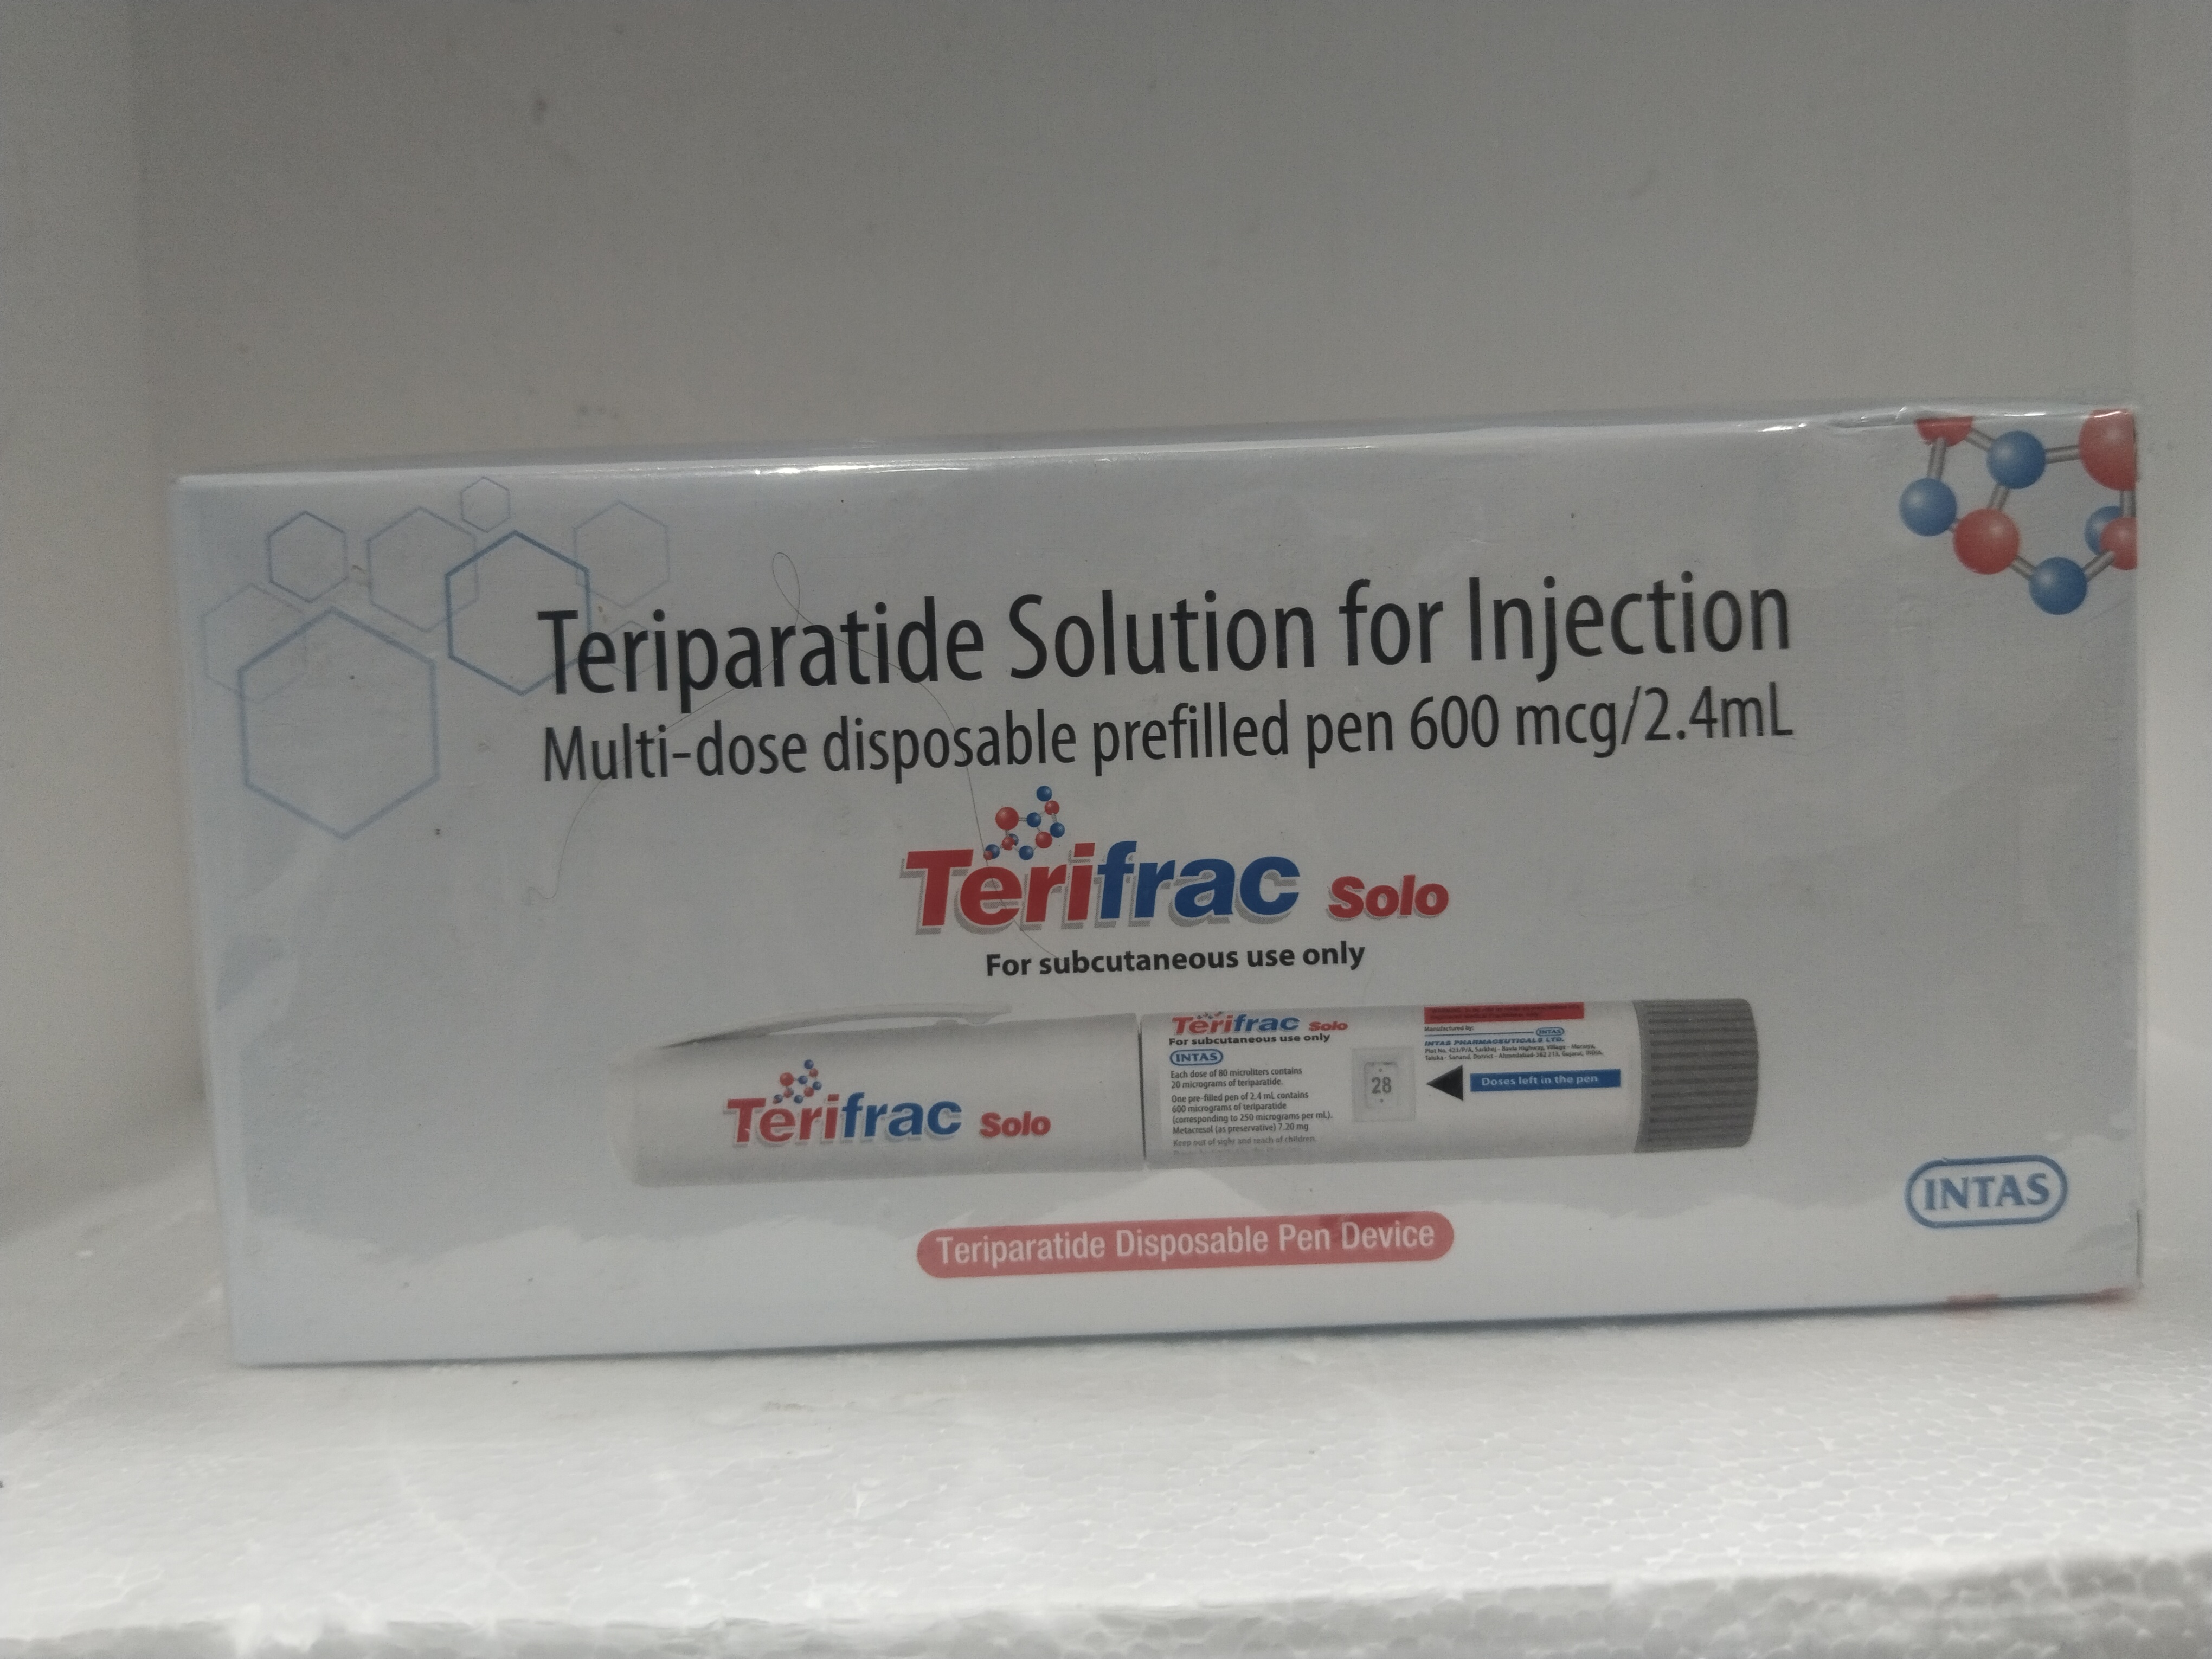 Teriparatide Solution for Injection
Multi-dose disposable prefilled pen 600 mcg/2.4mL
Terifrac Solo
For subcutaneous use only
Terifrac Solo
Terifrac Solo
For subcutaneous use only
INTAS
Each dose of 80 microliters contains
20 micrograms of teriparatide.
One pre-filled pen of 2.4 mL contains
600 micrograms of teriparatide
(corresponding to 250 micrograms per mL).
Metacresol (as preservative) 7.20 mg
Keep out of sight and reach of children.
28
Manufactured by:
INTAS
INTAS PHARMACEUTICALS LTD.
Doses left in the pen
Teriparatide Disposable Pen Device
INTAS